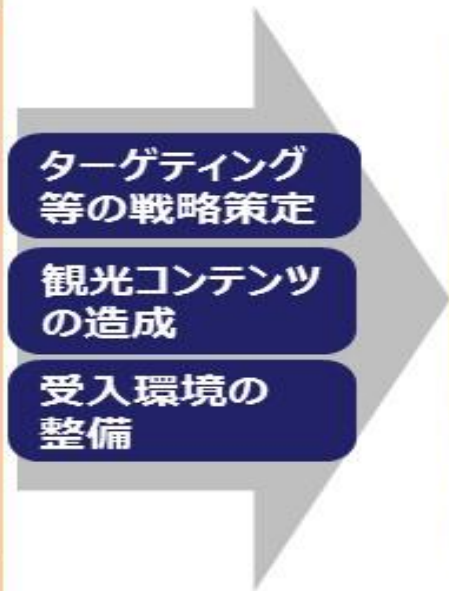 ターゲティング
等の戦略策定
観光コンテンツ
の造成
受入環境の
整備